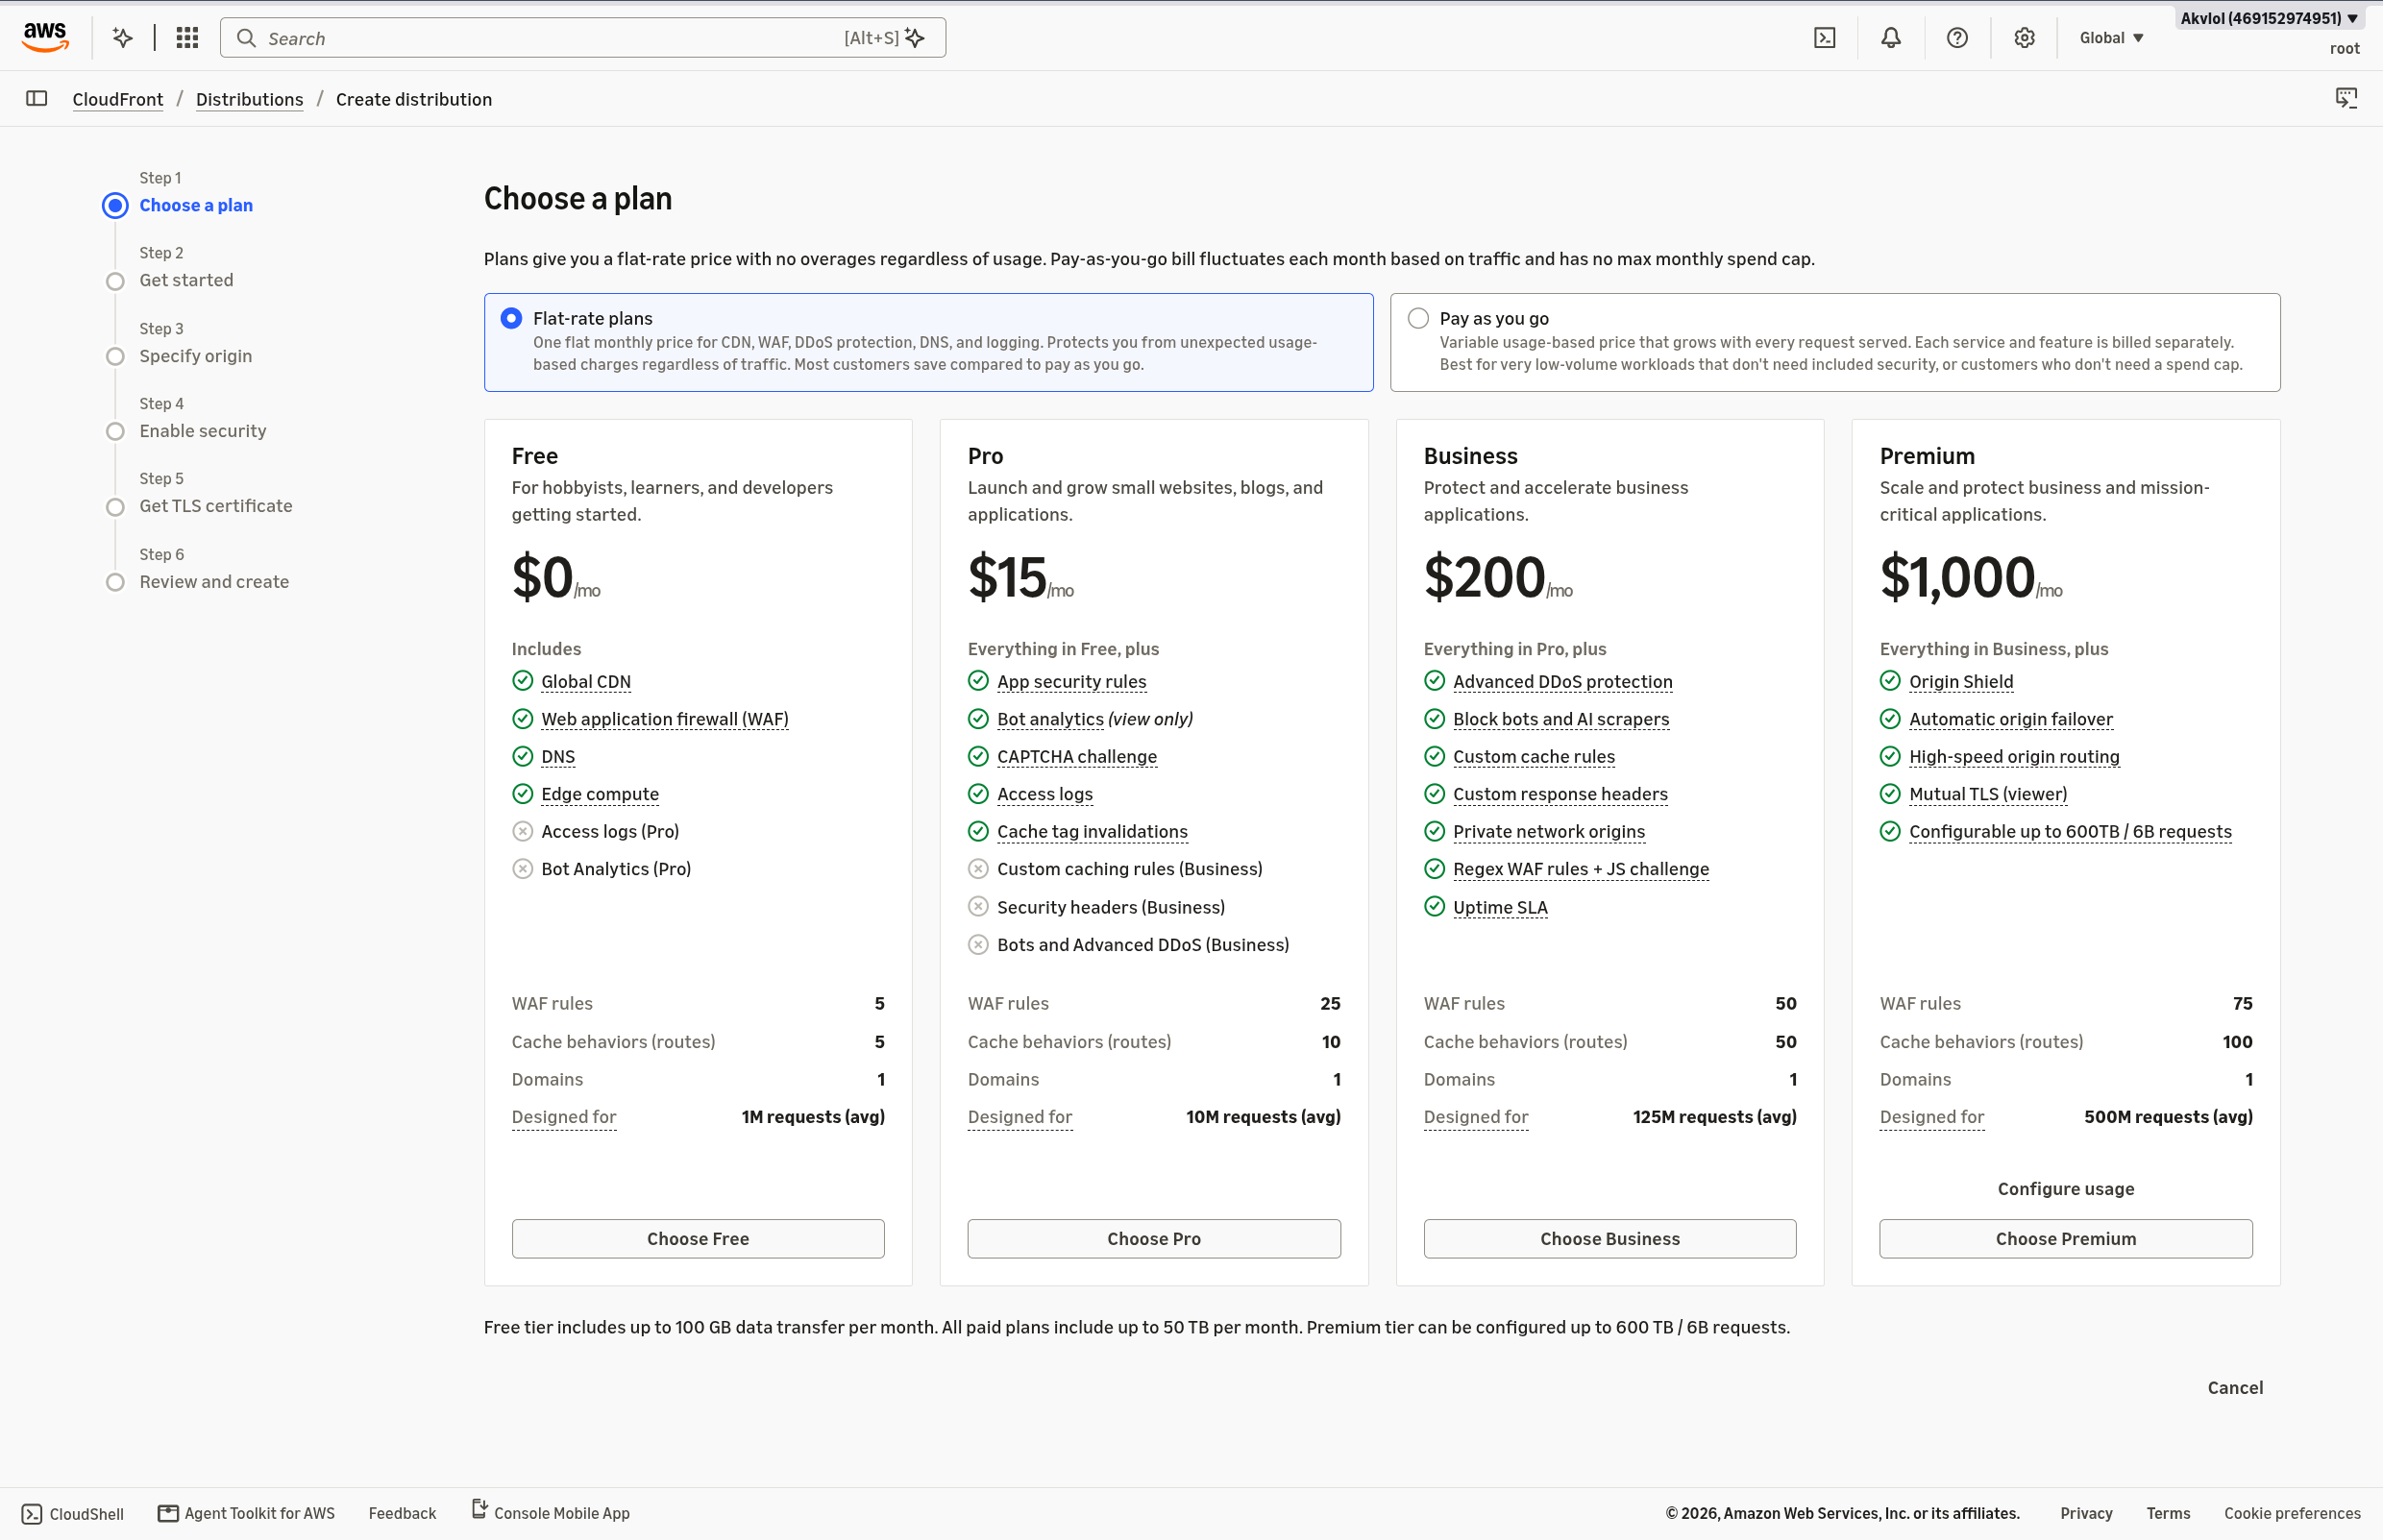 aws
Search
[Alt+S]
Global ▼
Akvlol (469152974951) ▼
root
CloudFront / Distributions / Create distribution
Step 1
Choose a plan
Step 2
Get started
Step 3
Specify origin
Step 4
Enable security
Step 5
Get TLS certificate
Step 6
Review and create
Choose a plan
Plans give you a flat-rate price with no overages regardless of usage. Pay-as-you-go bill fluctuates each month based on traffic and has no max monthly spend cap.
Flat-rate plans
One flat monthly price for CDN, WAF, DDoS protection, DNS, and logging. Protects you from unexpected usage-
based charges regardless of traffic. Most customers save compared to pay as you go.
Pay as you go
Variable usage-based price that grows with every request served. Each service and feature is billed separately.
Best for very low-volume workloads that don't need included security, or customers who don't need a spend cap.
Free
For hobbyists, learners, and developers
getting started.
$0/mo
Includes
Global CDN
Web application firewall (WAF)
DNS
Edge compute
Access logs (Pro)
Bot Analytics (Pro)
WAF rules 5
Cache behaviors (routes) 5
Domains 1
Designed for 1M requests (avg)
Choose Free
Pro
Launch and grow small websites, blogs, and
applications.
$15/mo
Everything in Free, plus
App security rules
Bot analytics (view only)
CAPTCHA challenge
Access logs
Cache tag invalidations
Custom caching rules (Business)
Security headers (Business)
Bots and Advanced DDoS (Business)
WAF rules 25
Cache behaviors (routes) 10
Domains 1
Designed for 10M requests (avg)
Choose Pro
Business
Protect and accelerate business
applications.
$200/mo
Everything in Pro, plus
Advanced DDoS protection
Block bots and AI scrapers
Custom cache rules
Custom response headers
Private network origins
Regex WAF rules + JS challenge
Uptime SLA
WAF rules 50
Cache behaviors (routes) 50
Domains 1
Designed for 125M requests (avg)
Choose Business
Premium
Scale and protect business and mission-
critical applications.
$1,000/mo
Everything in Business, plus
Origin Shield
Automatic origin failover
High-speed origin routing
Mutual TLS (viewer)
Configurable up to 600TB / 6B requests
WAF rules 75
Cache behaviors (routes) 100
Domains 1
Designed for 500M requests (avg)
Configure usage
Choose Premium
Free tier includes up to 100 GB data transfer per month. All paid plans include up to 50 TB per month. Premium tier can be configured up to 600 TB / 6B requests.
Cancel
CloudShell
Agent Toolkit for AWS
Feedback
Console Mobile App
© 2026, Amazon Web Services, Inc. or its affiliates.
Privacy
Terms
Cookie preferences